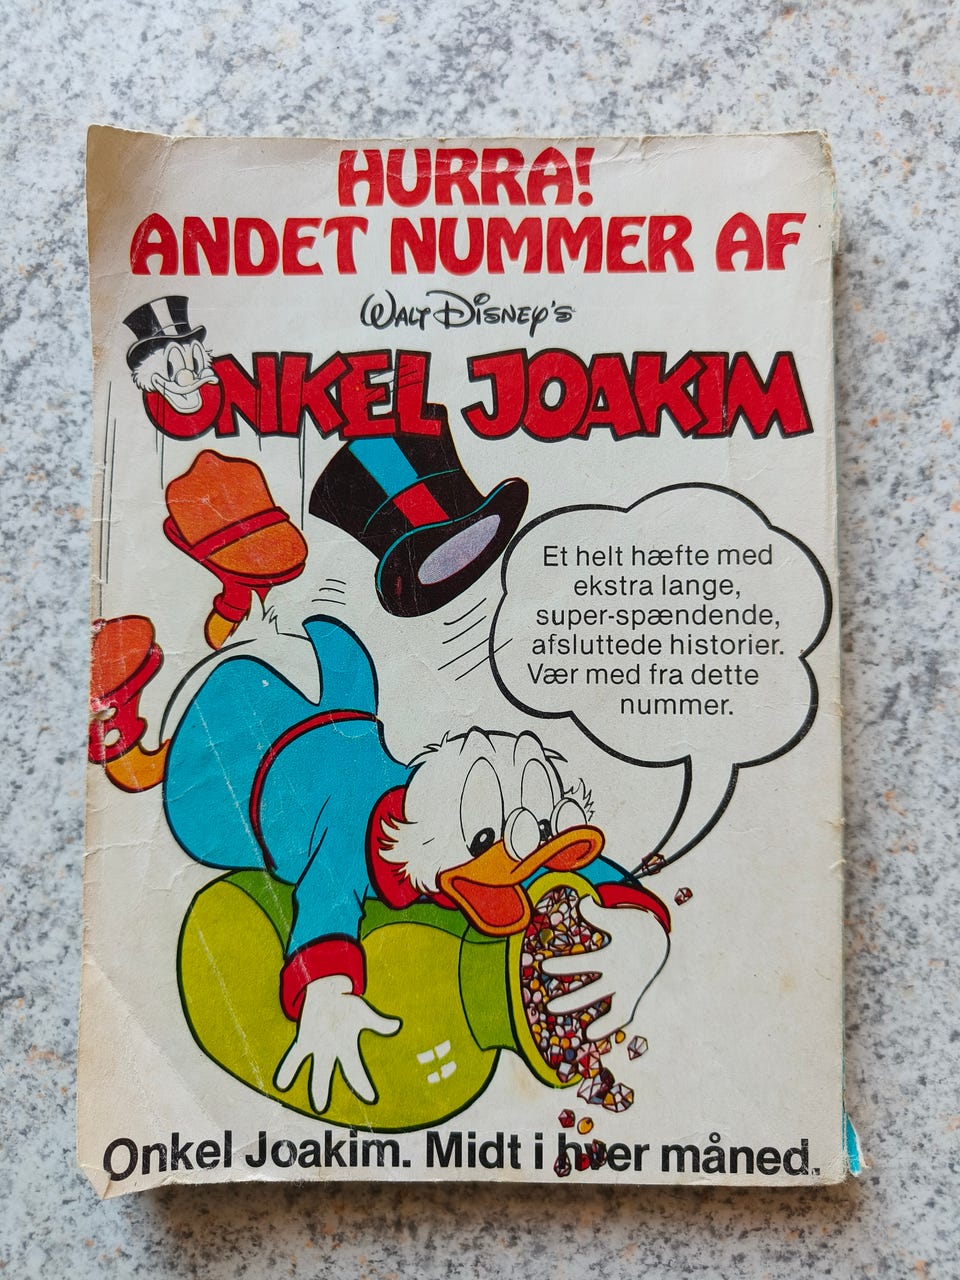 HURRA!
ANDET NUMMER AF
WALT DISNEY'S
ONKEL JOAKIM
Et helt hæfte med
ekstra lange,
super-spændende,
afsluttede historier.
Vær med fra dette
nummer.
Onkel Joakim. Midt i hver måned.